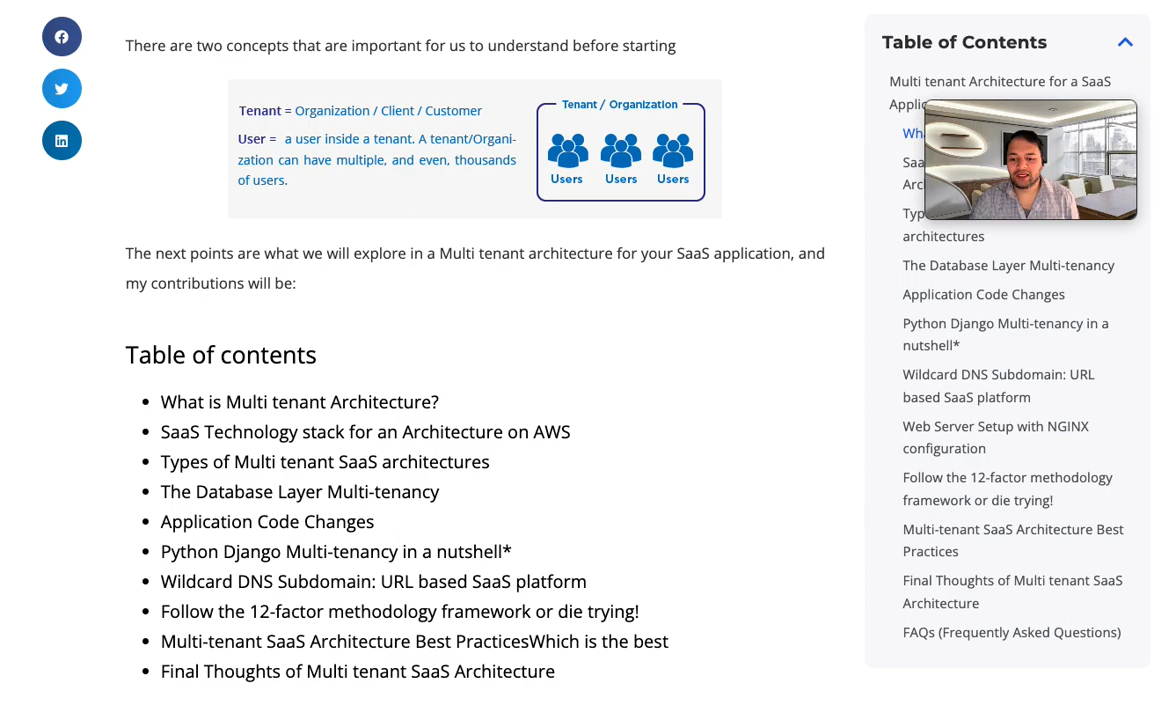 There are two concepts that are important for us to understand before starting
Tenant = Organization / Client / Customer
User = a user inside a tenant. A tenant/Organi-
zation can have multiple, and even, thousands
of users.
Tenant / Organization
Users Users Users
The next points are what we will explore in a Multi tenant architecture for your SaaS application, and
my contributions will be:
Table of contents
• What is Multi tenant Architecture?
• SaaS Technology stack for an Architecture on AWS
• Types of Multi tenant SaaS architectures
• The Database Layer Multi-tenancy
• Application Code Changes
• Python Django Multi-tenancy in a nutshell*
• Wildcard DNS Subdomain: URL based SaaS platform
• Follow the 12-factor methodology framework or die trying!
• Multi-tenant SaaS Architecture Best PracticesWhich is the best
• Final Thoughts of Multi tenant SaaS Architecture
Table of Contents
Multi tenant Architecture for a SaaS
architectures
The Database Layer Multi-tenancy
Application Code Changes
Python Django Multi-tenancy in a
nutshell*
Wildcard DNS Subdomain: URL
based SaaS platform
Web Server Setup with NGINX
configuration
Follow the 12-factor methodology
framework or die trying!
Multi-tenant SaaS Architecture Best
Practices
Final Thoughts of Multi tenant SaaS
Architecture
FAQs (Frequently Asked Questions)